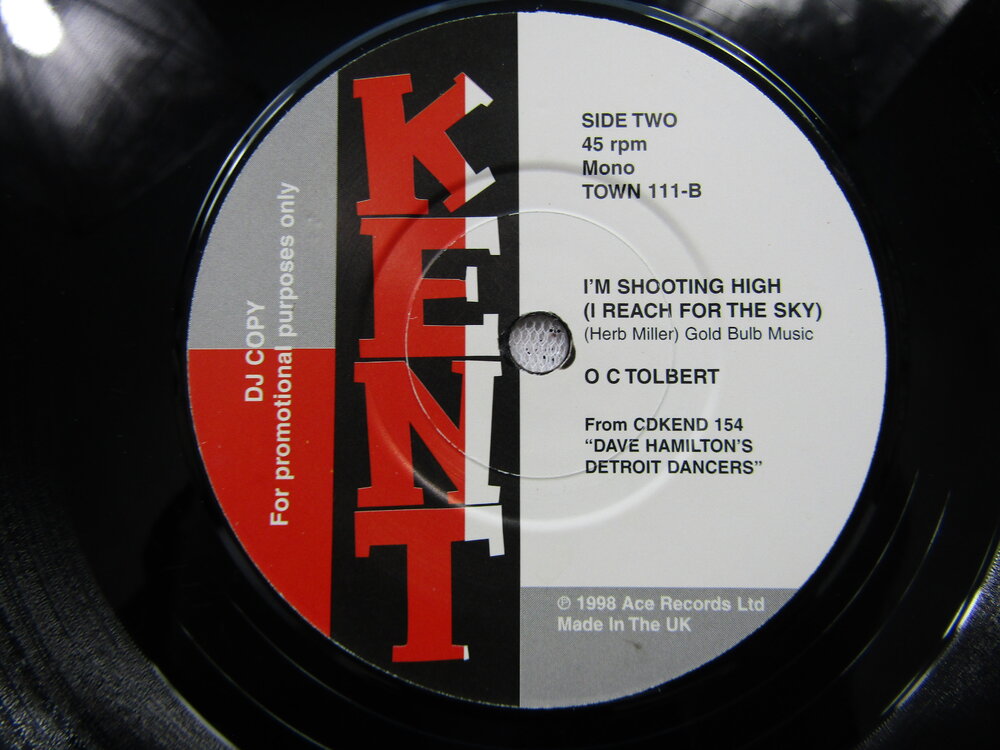 KENT
DJ COPY
For promotional purposes only
SIDE TWO
45 rpm
Mono
TOWN 111-B
I'M SHOOTING HIGH
(I REACH FOR THE SKY)
(Herb Miller) Gold Bulb Music
O C TOLBERT
From CDKEND 154
“DAVE HAMILTON'S
DETROIT DANCERS”
℗ 1998 Ace Records Ltd
Made In The UK